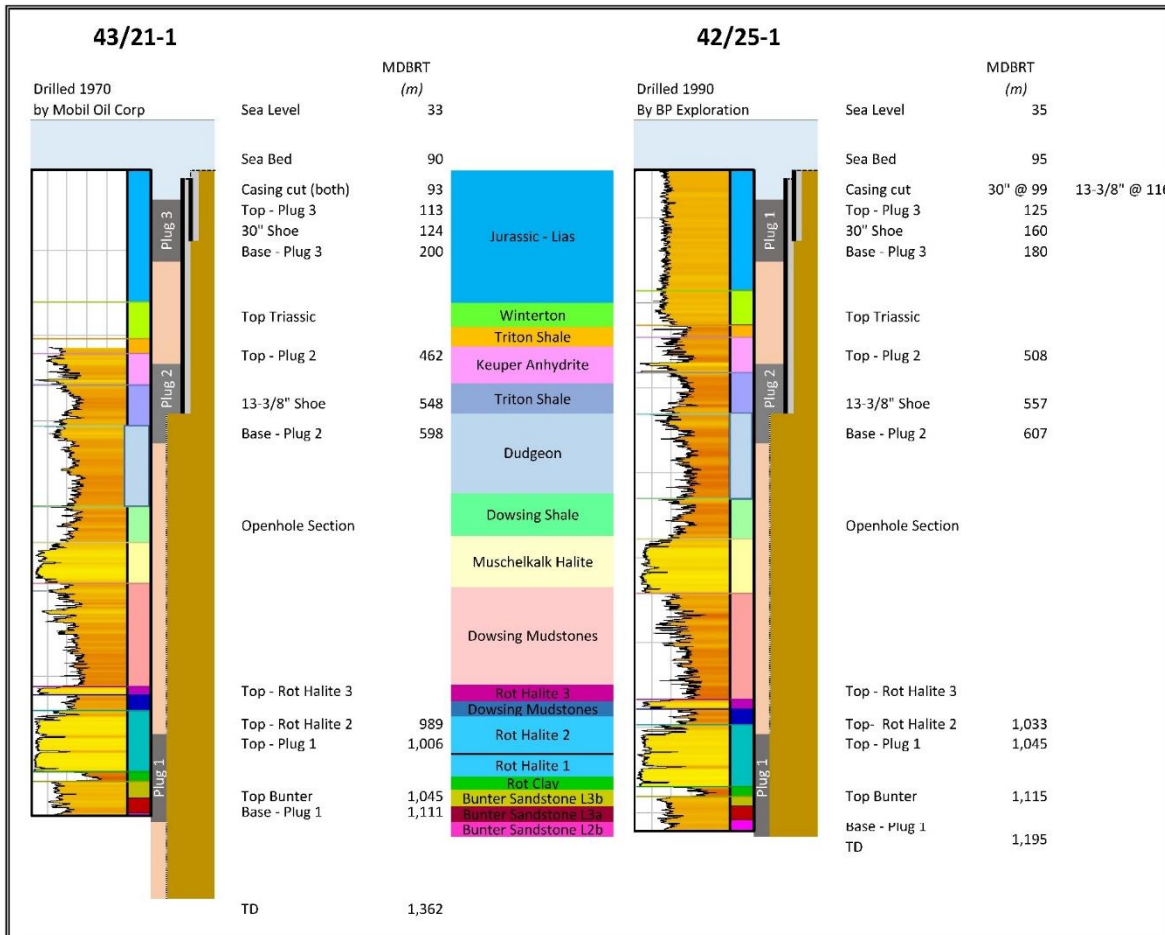 43/21-1
MDBRT
Drilled 1970 (m)
by Mobil Oil Corp Sea Level 33
Sea Bed 90
Casing cut (both) 93
Top - Plug 3 113
30" Shoe 124
Base - Plug 3 200
Top Triassic
Top - Plug 2 462
13-3/8" Shoe 548
Base - Plug 2 598
Openhole Section
Top - Rot Halite 3
Top - Rot Halite 2 989
Top - Plug 1 1,006
Top Bunter 1,045
Base - Plug 1 1,111
TD 1,362
Plug 3
Plug 2
Plug 1
Jurassic - Lias
Winterton
Triton Shale
Keuper Anhydrite
Triton Shale
Dudgeon
Dowsing Shale
Muschelkalk Halite
Dowsing Mudstones
Rot Halite 3
Dowsing Mudstones
Rot Halite 2
Rot Halite 1
Rot Clay
Bunter Sandstone L3b
Bunter Sandstone L3a
Bunter Sandstone L2b
42/25-1
MDBRT
Drilled 1990 (m)
By BP Exploration Sea Level 35
Sea Bed 95
Casing cut 30" @ 99 13-3/8" @ 116
Top - Plug 3 125
30" Shoe 160
Base - Plug 3 180
Top Triassic
Top - Plug 2 508
13-3/8" Shoe 557
Base - Plug 2 607
Openhole Section
Top - Rot Halite 3
Top- Rot Halite 2 1,033
Top - Plug 1 1,045
Top Bunter 1,115
Base - Plug 1
TD 1,195
Plug 1
Plug 2
Plug 1